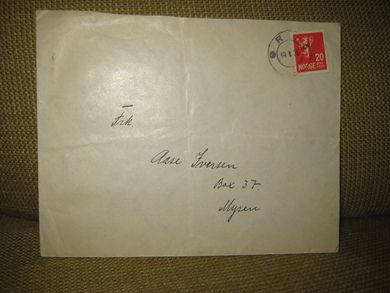 20
NORGE
Frk.
Aase Iversen
Box 37.
Mysen